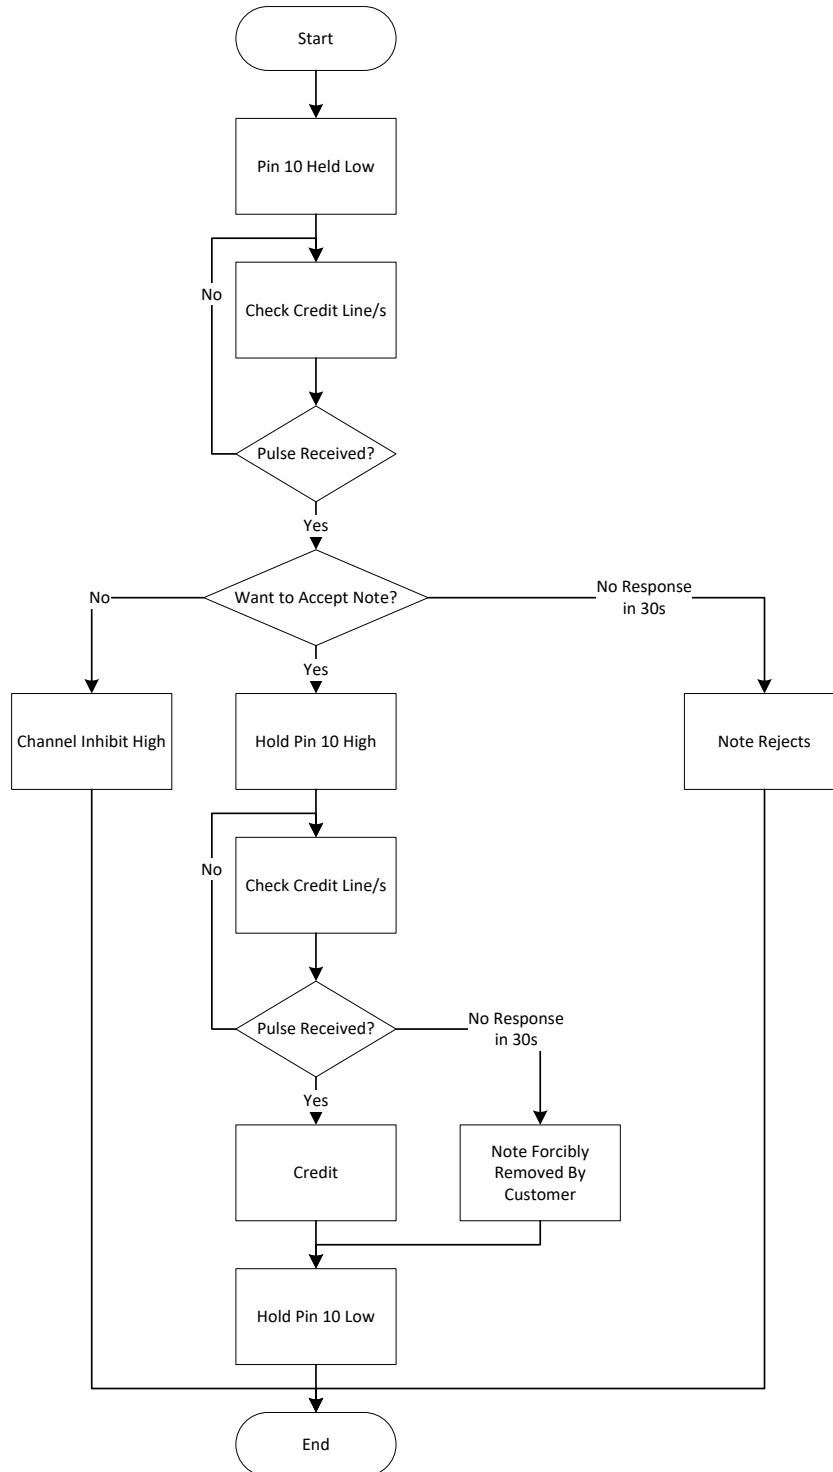 Start
Pin 10 Held Low
No
Check Credit Line/s
Pulse Received?
Yes
No
Want to Accept Note?
No Response
in 30s
Yes
Channel Inhibit High
Hold Pin 10 High
Note Rejects
No
Check Credit Line/s
Pulse Received?
No Response
in 30s
Yes
Credit
Note Forcibly
Removed By
Customer
Hold Pin 10 Low
End